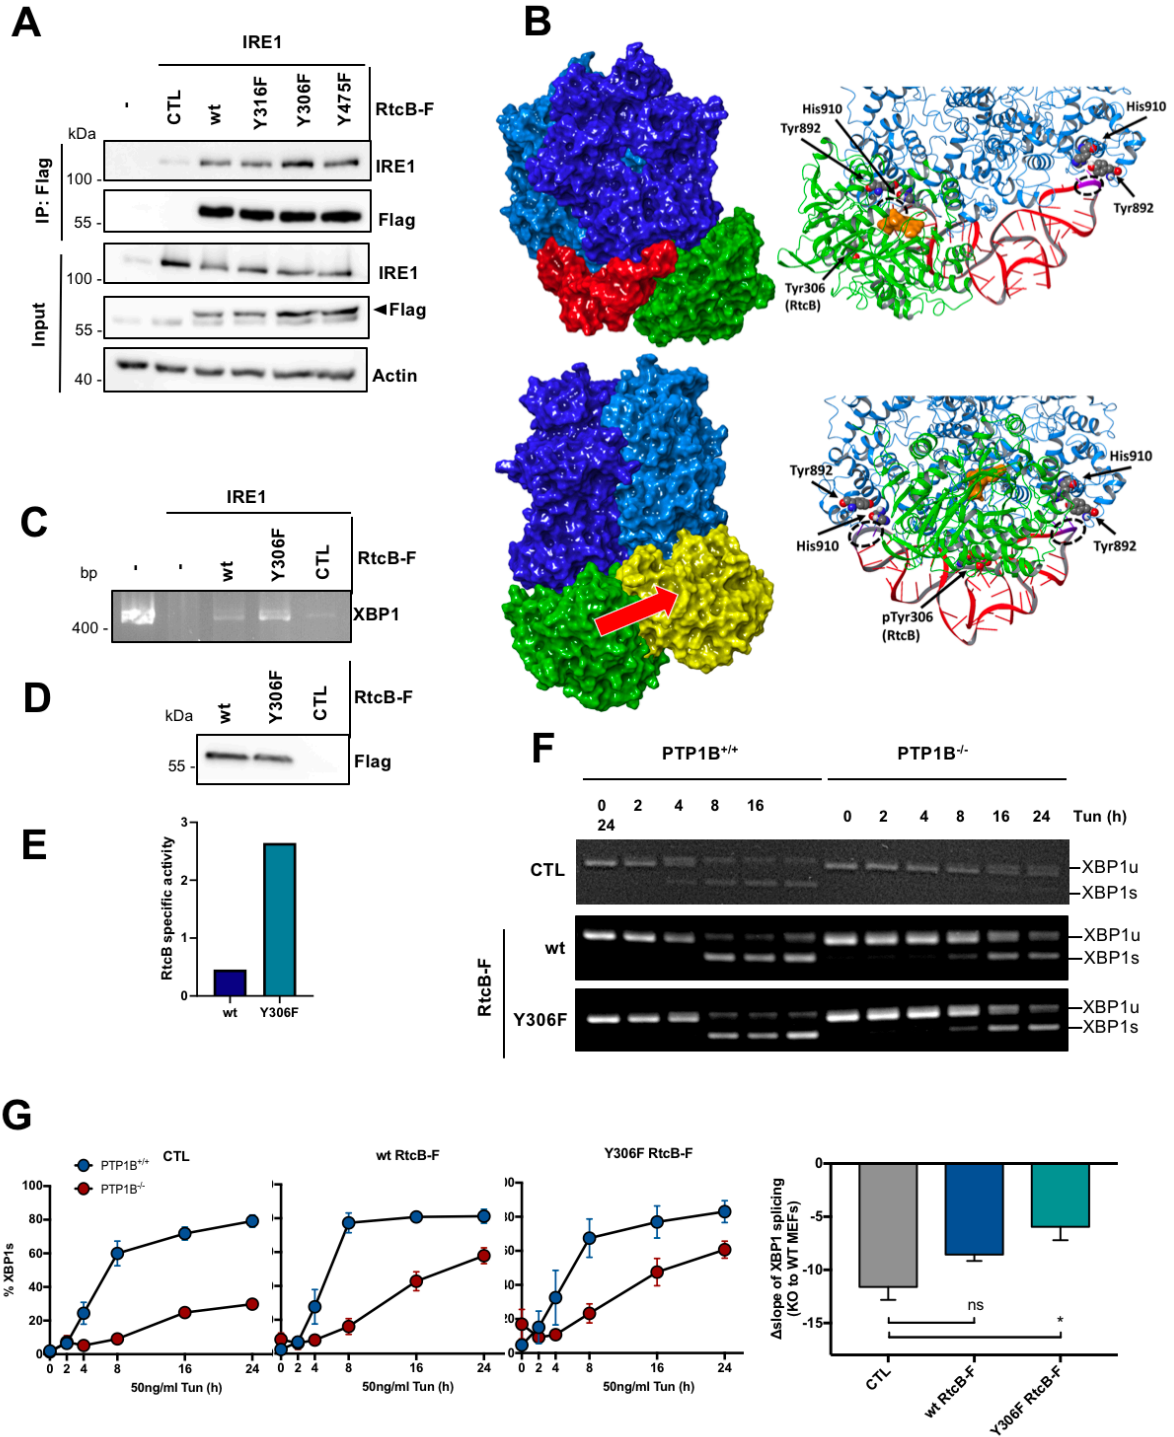 A
IRE1
-
CTL
wt
Y316F
Y306F
Y475F
RtcB-F
kDa
IP: Flag
100 -
IRE1
55 -
Flag
Input
100 -
IRE1
55 -
◄Flag
40 -
Actin
B
His910
Tyr892
His910
Tyr892
Tyr306
(RtcB)
Tyr892
His910
His910
Tyr892
pTyr306
(RtcB)
C
IRE1
-
-
wt
Y306F
CTL
RtcB-F
bp
400 -
XBP1
D
wt
Y306F
CTL
RtcB-F
kDa
55 -
Flag
E
RtcB specific activity
3
2
1
0
wt
Y306F
F
PTP1B+/+
PTP1B-/-
0 2 4 8 16
24
0 2 4 8 16 24
Tun (h)
CTL
XBP1u
XBP1s
RtcB-F
wt
XBP1u
XBP1s
Y306F
XBP1u
XBP1s
G
CTL
PTP1B+/+
PTP1B-/-
% XBP1s
100
80
60
40
20
0
0 2 4 8 16 24
50ng/ml Tun (h)
wt RtcB-F
0 2 4 8 16 24
50ng/ml Tun (h)
Y306F RtcB-F
00
80
60
40
20
0
0 2 4 8 16 24
50ng/ml Tun (h)
Δslope of XBP1 splicing
(KO to WT MEFs)
0
-5
-10
-15
ns
*
CTL
wt RtcB-F
Y306F RtcB-F